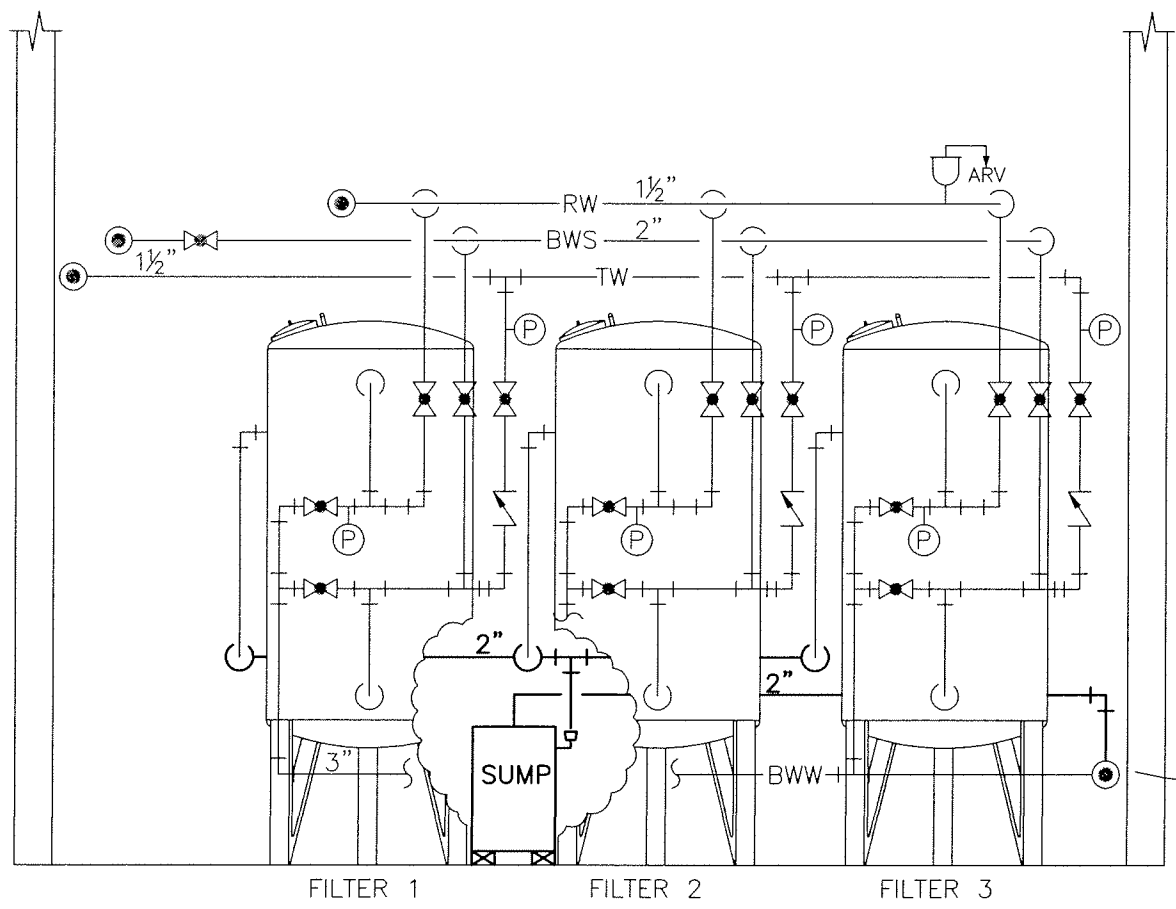 ARV
RW 1½"
BWS 2"
1½" TW
P P P
P P P
2"
2"
SUMP
3"
BWW
FILTER 1 FILTER 2 FILTER 3